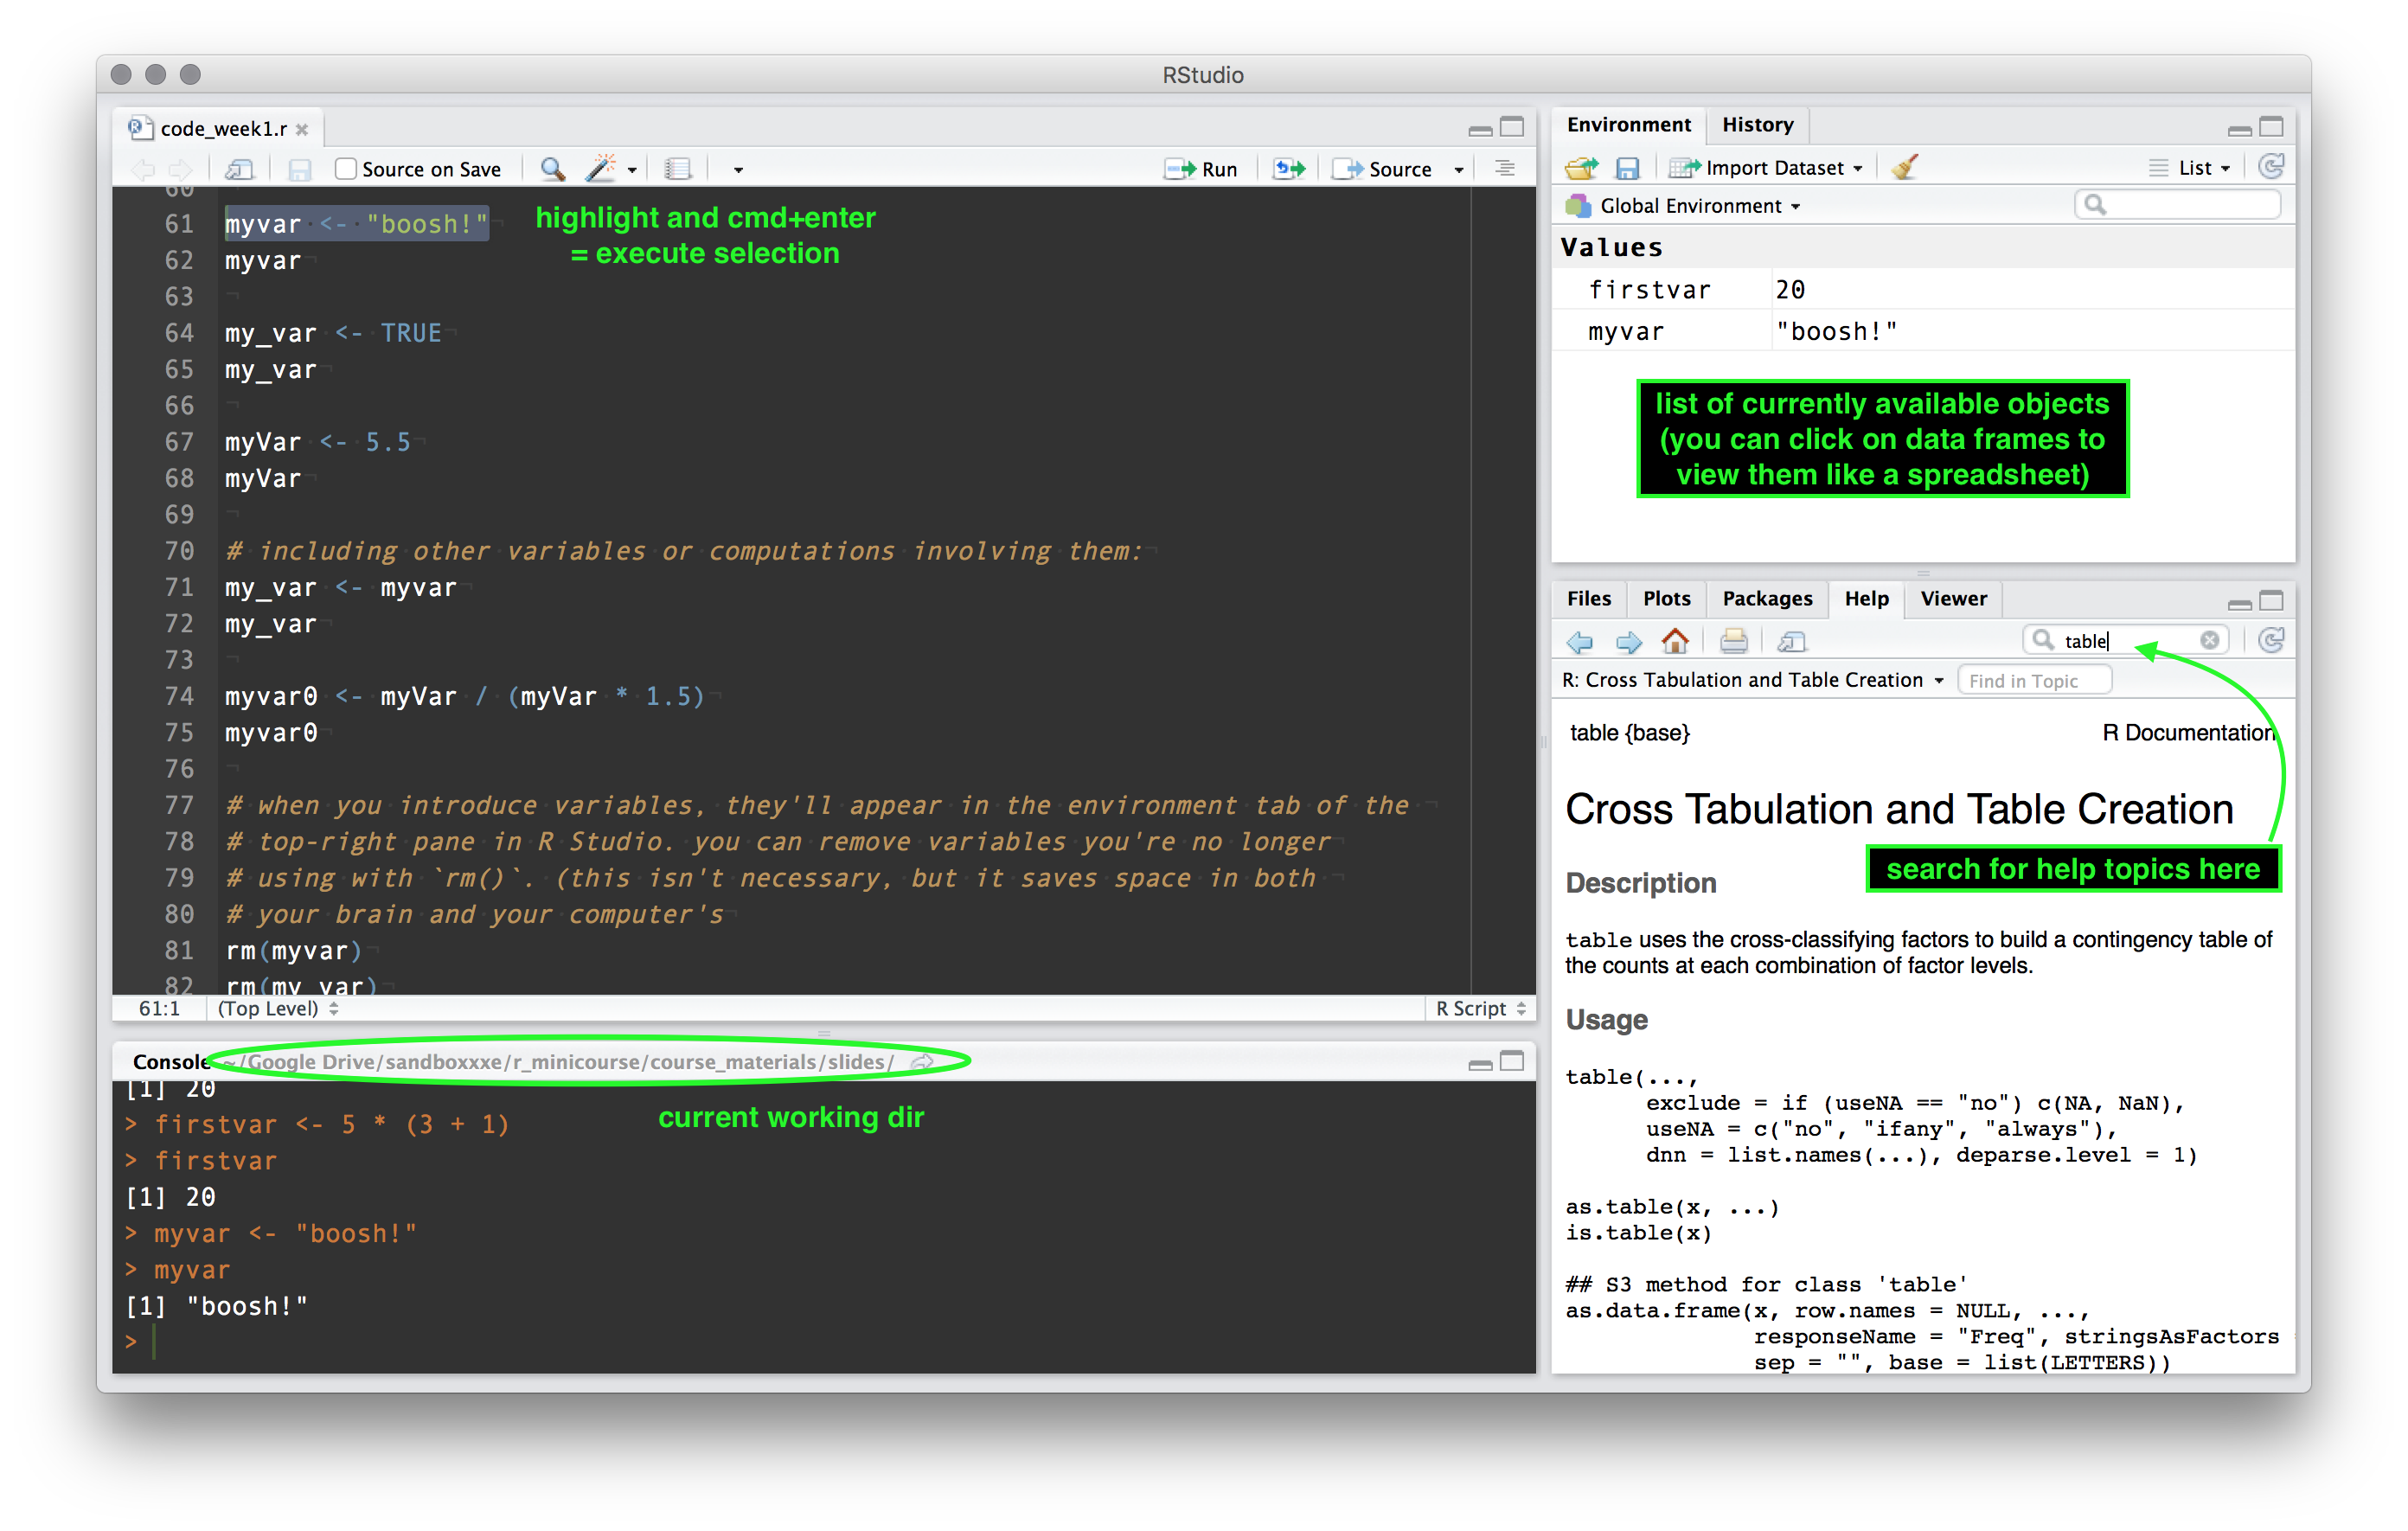 RStudio
code_week1.r
Source on Save
Run
Source
60
61 myvar <- "boosh!"
highlight and cmd+enter
= execute selection
62 myvar
63
64 my_var <- TRUE
65 my_var
66
67 myVar <- 5.5
68 myVar
69
70 # including other variables or computations involving them:
71 my_var <- myvar
72 my_var
73
74 myvar0 <- myVar / (myVar * 1.5)
75 myvar0
76
77 # when you introduce variables, they'll appear in the environment tab of the
78 # top-right pane in R Studio. you can remove variables you're no longer
79 # using with `rm()`. (this isn't necessary, but it saves space in both
80 # your brain and your computer's
81 rm(myvar)
82 rm(my_var)
61:1 (Top Level) R Script
Console ~/Google Drive/sandboxxxe/r_minicourse/course_materials/slides/
current working dir
[1] 20
> firstvar <- 5 * (3 + 1)
> firstvar
[1] 20
> myvar <- "boosh!"
> myvar
[1] "boosh!"
>
Environment History
Import Dataset
List
Global Environment
Values
firstvar 20
myvar "boosh!"
list of currently available objects
(you can click on data frames to
view them like a spreadsheet)
Files Plots Packages Help Viewer
table
R: Cross Tabulation and Table Creation
Find in Topic
table {base} R Documentation
Cross Tabulation and Table Creation
search for help topics here
Description
table uses the cross-classifying factors to build a contingency table of
the counts at each combination of factor levels.
Usage
table(...,
exclude = if (useNA == "no") c(NA, NaN),
useNA = c("no", "ifany", "always"),
dnn = list.names(...), deparse.level = 1)
as.table(x, ...)
is.table(x)
## S3 method for class 'table'
as.data.frame(x, row.names = NULL, ...,
responseName = "Freq", stringsAsFactors
sep = "", base = list(LETTERS))